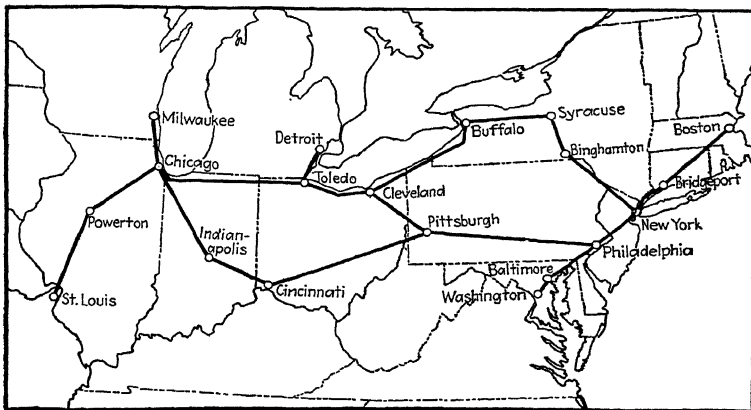 Milwaukee
Syracuse
Buffalo
Boston
Detroit
Binghamton
Chicago
Toledo
R.I.
Bridgeport
Cleveland
Powerton
Indian-
apolis
Pittsburgh
New York
Philadelphia
Baltimore
St. Louis
Cincinnati
Washington